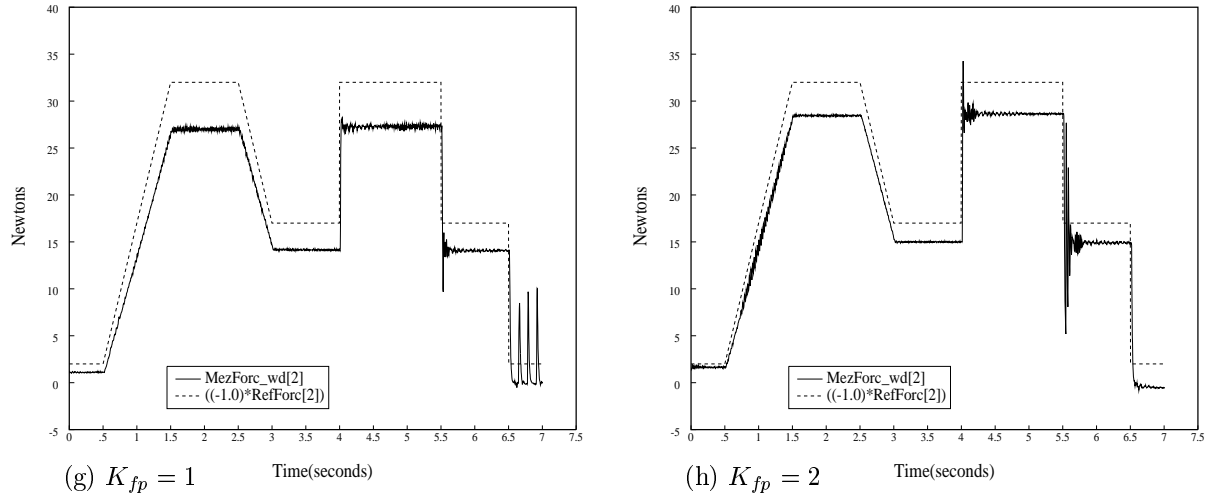 40
35
30
25
20
15
10
5
0
-5
Newtons
0 .5 1 1.5 2 2.5 3 3.5 4 4.5 5 5.5 6 6.5 7 7.5
MezForc_wd[2]
((-1.0)*RefForc[2])
Time(seconds)
(g) K_{fp} = 1
40
35
30
25
20
15
10
5
0
-5
Newtons
0 .5 1 1.5 2 2.5 3 3.5 4 4.5 5 5.5 6 6.5 7 7.5
MezForc_wd[2]
((-1.0)*RefForc[2])
Time(seconds)
(h) K_{fp} = 2